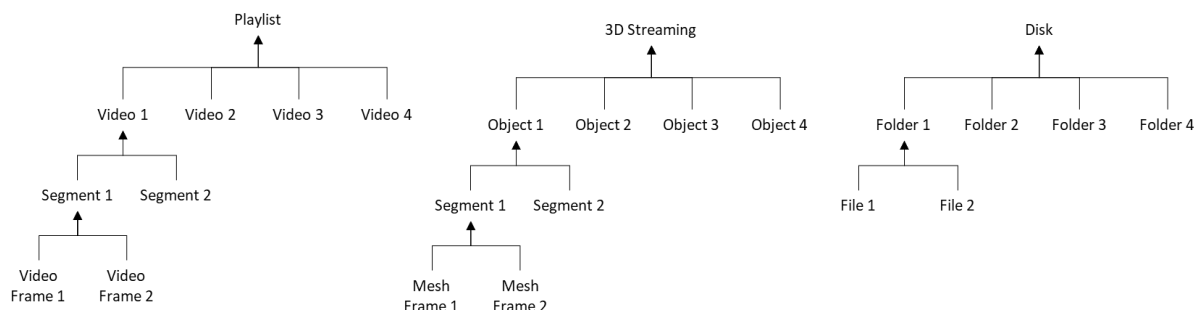 Playlist
Video 1 Video 2 Video 3 Video 4
Segment 1 Segment 2
Video Video
Frame 1 Frame 2
3D Streaming
Object 1 Object 2 Object 3 Object 4
Segment 1 Segment 2
Mesh Mesh
Frame 1 Frame 2
Disk
Folder 1 Folder 2 Folder 3 Folder 4
File 1 File 2